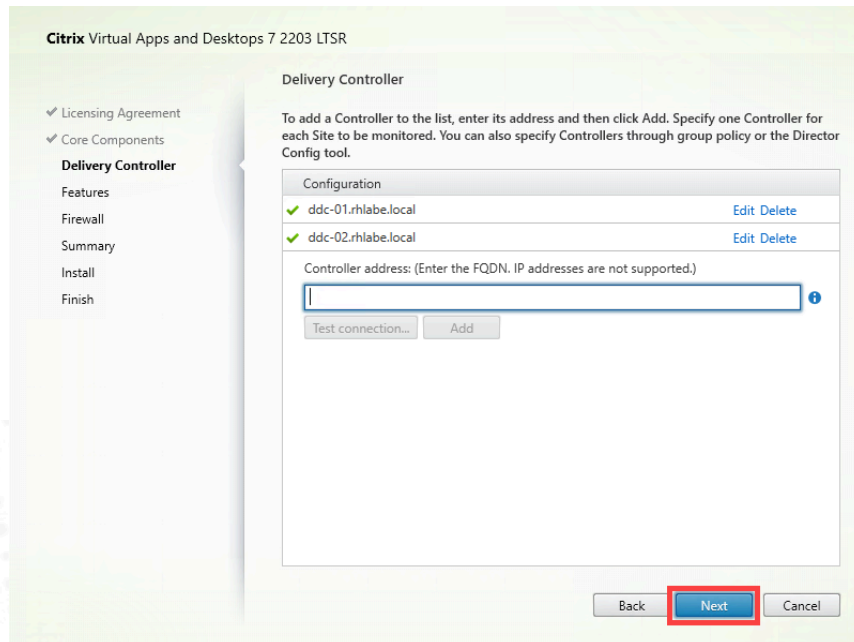 Citrix Virtual Apps and Desktops 7 2203 LTSR
Licensing Agreement
Core Components
Delivery Controller
Features
Firewall
Summary
Install
Finish
Delivery Controller
To add a Controller to the list, enter its address and then click Add. Specify one Controller for
each Site to be monitored. You can also specify Controllers through group policy or the Director
Config tool.
Configuration
ddc-01.rhlabe.local Edit Delete
ddc-02.rhlabe.local Edit Delete
Controller address: (Enter the FQDN. IP addresses are not supported.)
Test connection... Add
Back Next Cancel